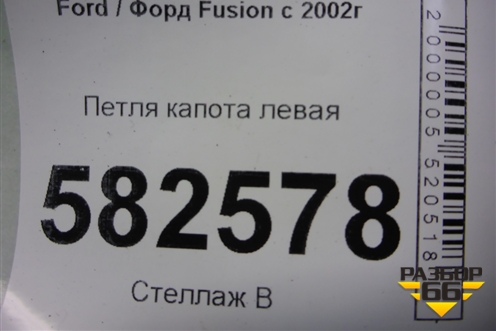 Ford / Форд Fusion с 2002г
Петля капота левая
582578
Стеллаж В
2000005520518
РАЗБОР
66